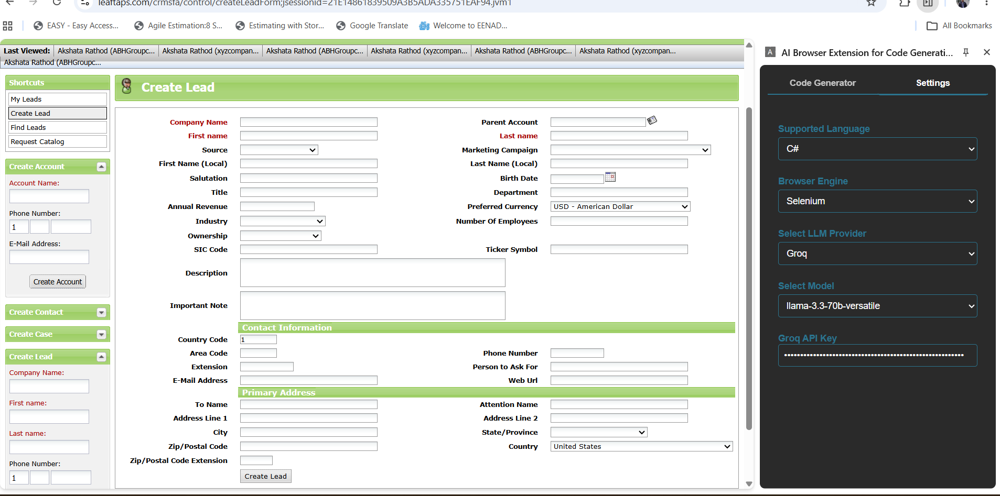 leaftaps.com/crmsfa/control/createLeadForm;jsessionid=21E14861839509A3B5ADA335751EAF94.jvm1
EASY - Easy Access... Agile Estimation:8 S... Estimating with Stor... Google Translate Welcome to EENAD... All Bookmarks
Last Viewed: Akshata Rathod (ABHGroupc... Akshata Rathod (xyzcompan... Akshata Rathod (ABHGroupc... Akshata Rathod (xyzcompan... Akshata Rathod (ABHGroupc... Akshata Rathod (xyzcompan...
Akshata Rathod (ABHGroupc...
Shortcuts
My Leads
Create Lead
Find Leads
Request Catalog
Create Account
Account Name:
Phone Number:
1
E-Mail Address:
Create Account
Create Contact
Create Case
Create Lead
Company Name:
First name:
Last name:
Phone Number:
1
Create Lead
Company Name Parent Account
First name Last name
Source Marketing Campaign
First Name (Local) Last Name (Local)
Salutation Birth Date
Title Department
Annual Revenue Preferred Currency USD - American Dollar
Industry Number Of Employees
Ownership
SIC Code Ticker Symbol
Description
Important Note
Contact Information
Country Code 1
Area Code Phone Number
Extension Person to Ask For
E-Mail Address Web Url
Primary Address
To Name Attention Name
Address Line 1 Address Line 2
City State/Province
Zip/Postal Code Country United States
Zip/Postal Code Extension
Create Lead
A AI Browser Extension for Code Generati...
Code Generator Settings
Supported Language
C#
Browser Engine
Selenium
Select LLM Provider
Groq
Select Model
llama-3.3-70b-versatile
Groq API Key